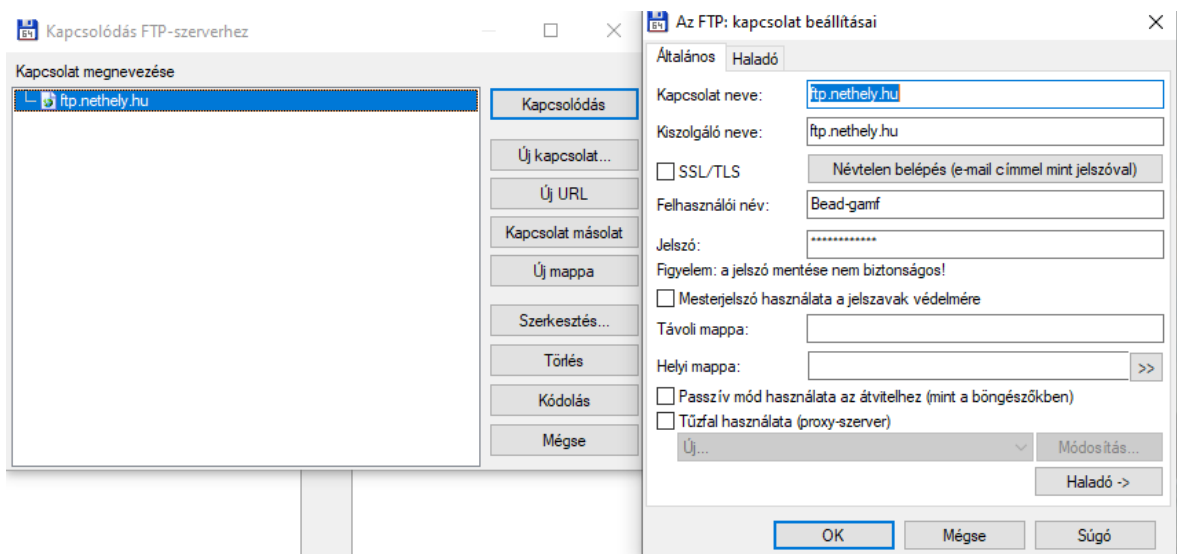 Kapcsolódás FTP-szerverhez
Kapcsolat megnevezése
ftp.nethely.hu
Kapcsolódás
Új kapcsolat...
Új URL
Kapcsolat másolat
Új mappa
Szerkesztés...
Törlés
Kódolás
Mégse
Az FTP: kapcsolat beállításai
Általános
Haladó
Kapcsolat neve:
ftp.nethely.hu
Kiszolgáló neve:
ftp.nethely.hu
SSL/TLS
Névtelen belépés (e-mail címmel mint jelszóval)
Felhasználói név:
Bead-gamf
Jelszó:
************
Figyelem: a jelszó mentése nem biztonságos!
Mesterjelszó használata a jelszavak védelmére
Távoli mappa:
Helyi mappa:
>>
Passzív mód használata az átvitelhez (mint a böngészőkben)
Tűzfal használata (proxy-szerver)
Új...
Módosítás...
Haladó ->
OK
Mégse
Súgó